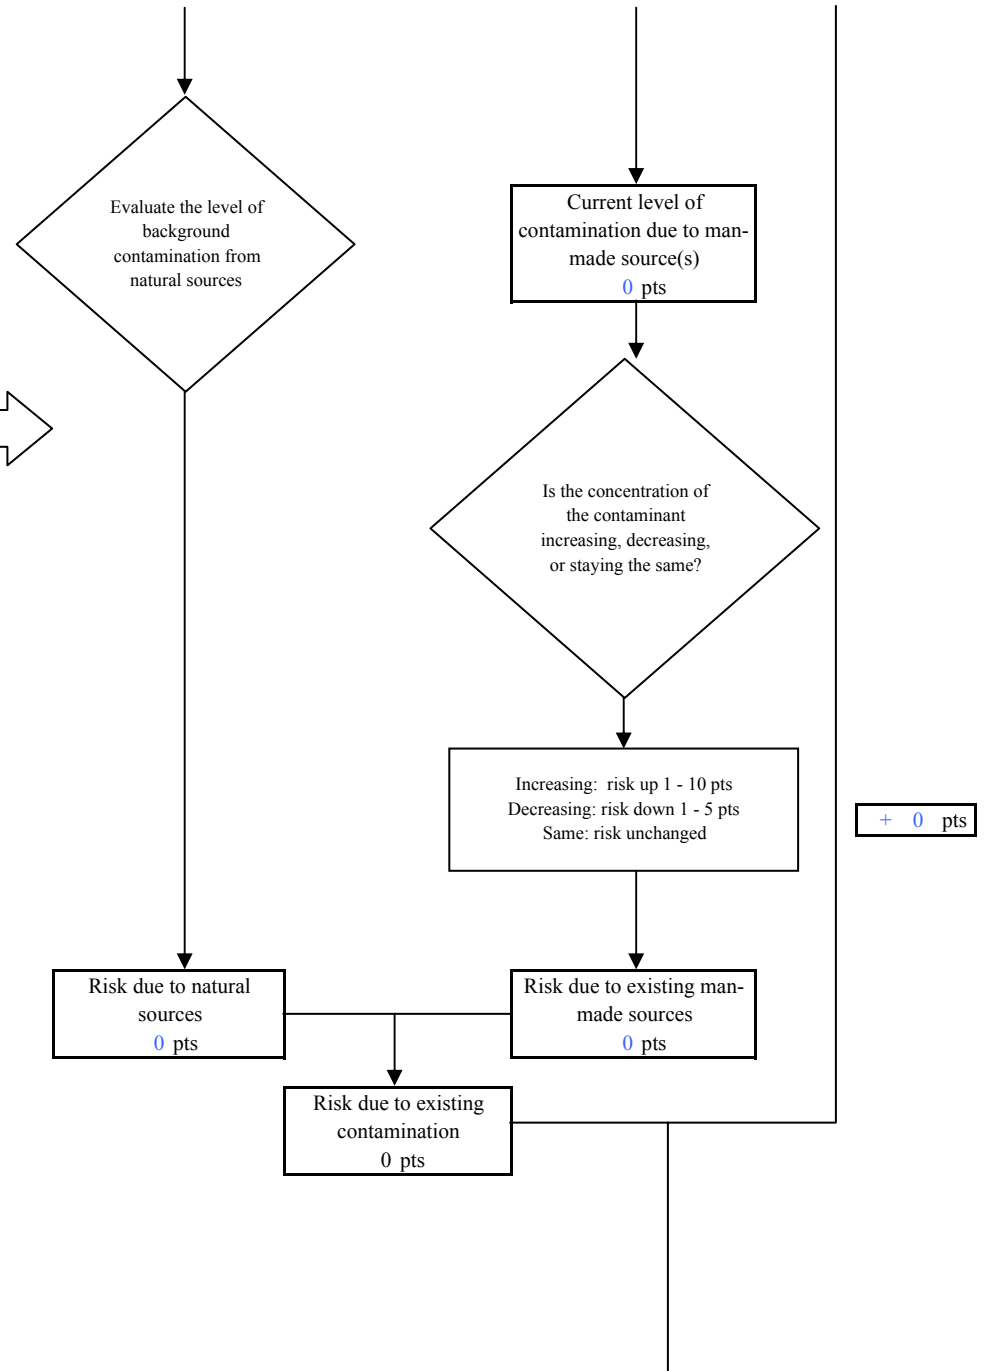 Evaluate the level of
background
contamination from
natural sources
Current level of
contamination due to man-
made source(s)
0 pts
Is the concentration of
the contaminant
increasing, decreasing,
or staying the same?
Increasing: risk up 1 - 10 pts
Decreasing: risk down 1 - 5 pts
Same: risk unchanged
+ 0 pts
Risk due to natural
sources
0 pts
Risk due to existing man-
made sources
0 pts
Risk due to existing
contamination
0 pts